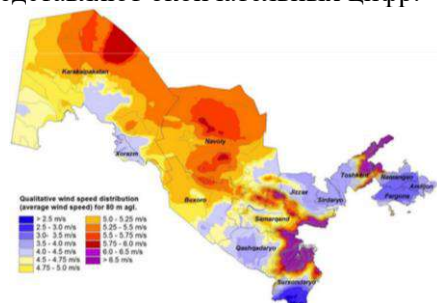 Karakalpakstan
Navoiy
Xorazm
Buxoro
Jizzax
Toshkent
Namangan
Andijon
Fargona
Sirdaryo
Samarqand
Qashqadaryo
Surxondaryo
Qualitative wind speed distribution
(average wind speed) for 80 m agl.
> 2.5 m/s
2.5 - 3.0 m/s
3.0- 3.5 m/s
3.5 - 4.0 m/s
4.0 - 4.5 m/s
4.5 - 4.75 m/s
4.75 - 5.0 m/s
5.0 - 5.25 m/s
5.25 - 5.5 m/s
5.5 - 5.75 m/s
5.75 - 6.0 m/s
6.0 - 6.5 m/s
> 6.5 m/s